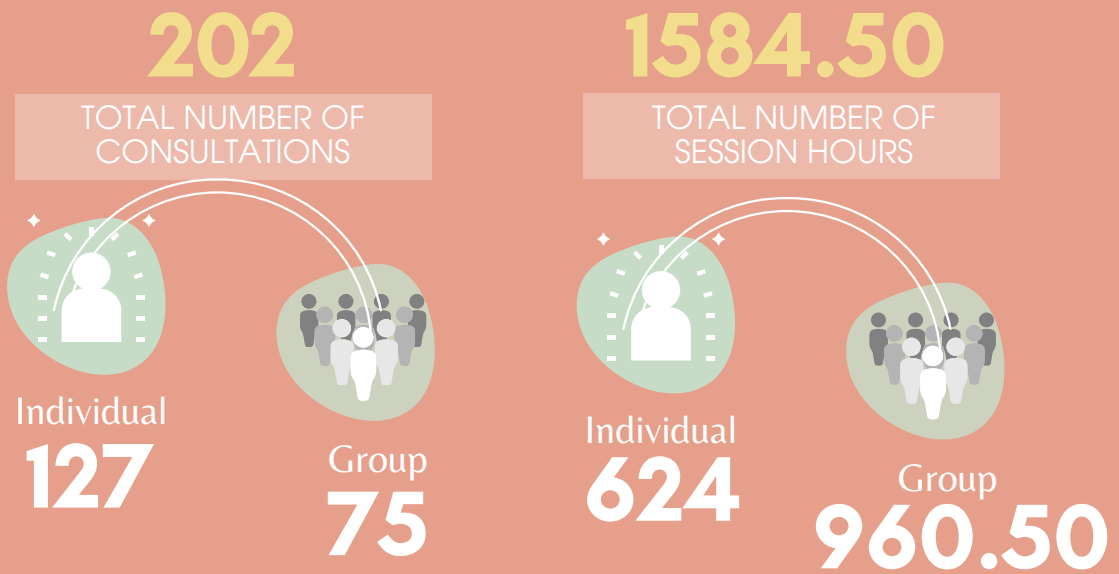 202
TOTAL NUMBER OF
CONSULTATIONS
Individual
127
Group
75
1584.50
TOTAL NUMBER OF
SESSION HOURS
Individual
624
Group
960.50